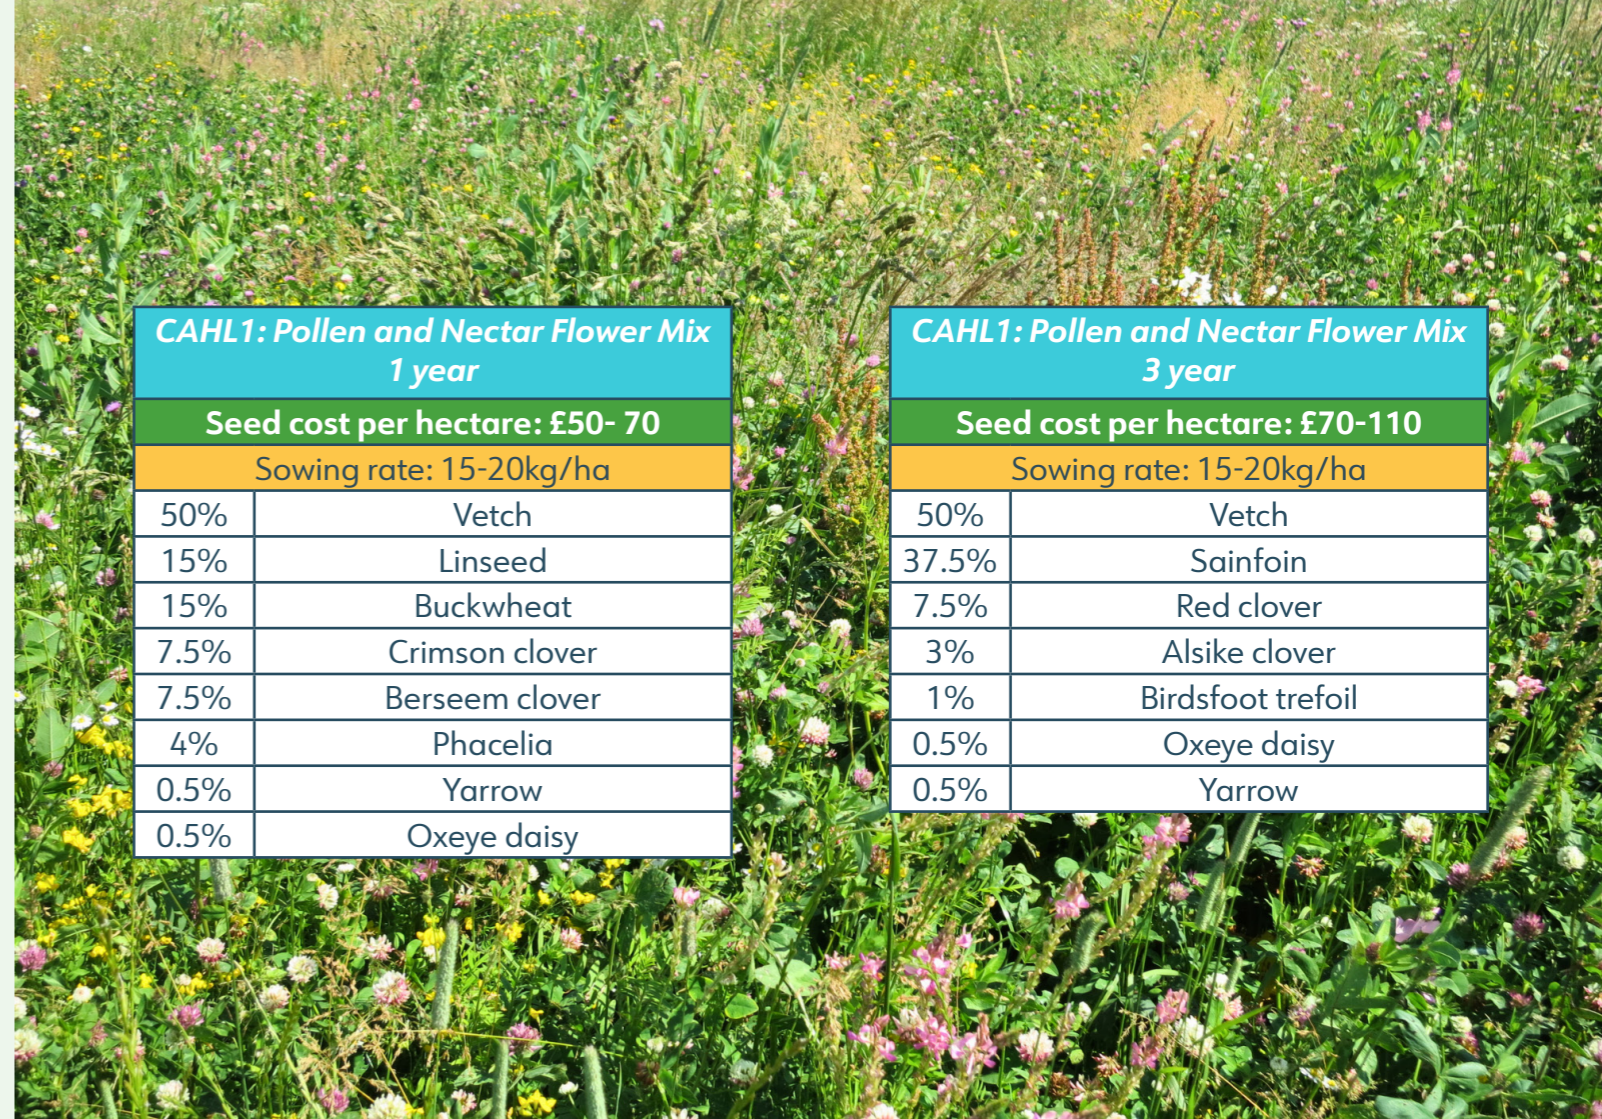 CAHL1: Pollen and Nectar Flower Mix
1 year
Seed cost per hectare: £50- 70
Sowing rate: 15-20kg/ha
50% Vetch
15% Linseed
15% Buckwheat
7.5% Crimson clover
7.5% Berseem clover
4% Phacelia
0.5% Yarrow
0.5% Oxeye daisy
CAHL1: Pollen and Nectar Flower Mix
3 year
Seed cost per hectare: £70-110
Sowing rate: 15-20kg/ha
50% Vetch
37.5% Sainfoin
7.5% Red clover
3% Alsike clover
1% Birdsfoot trefoil
0.5% Oxeye daisy
0.5% Yarrow